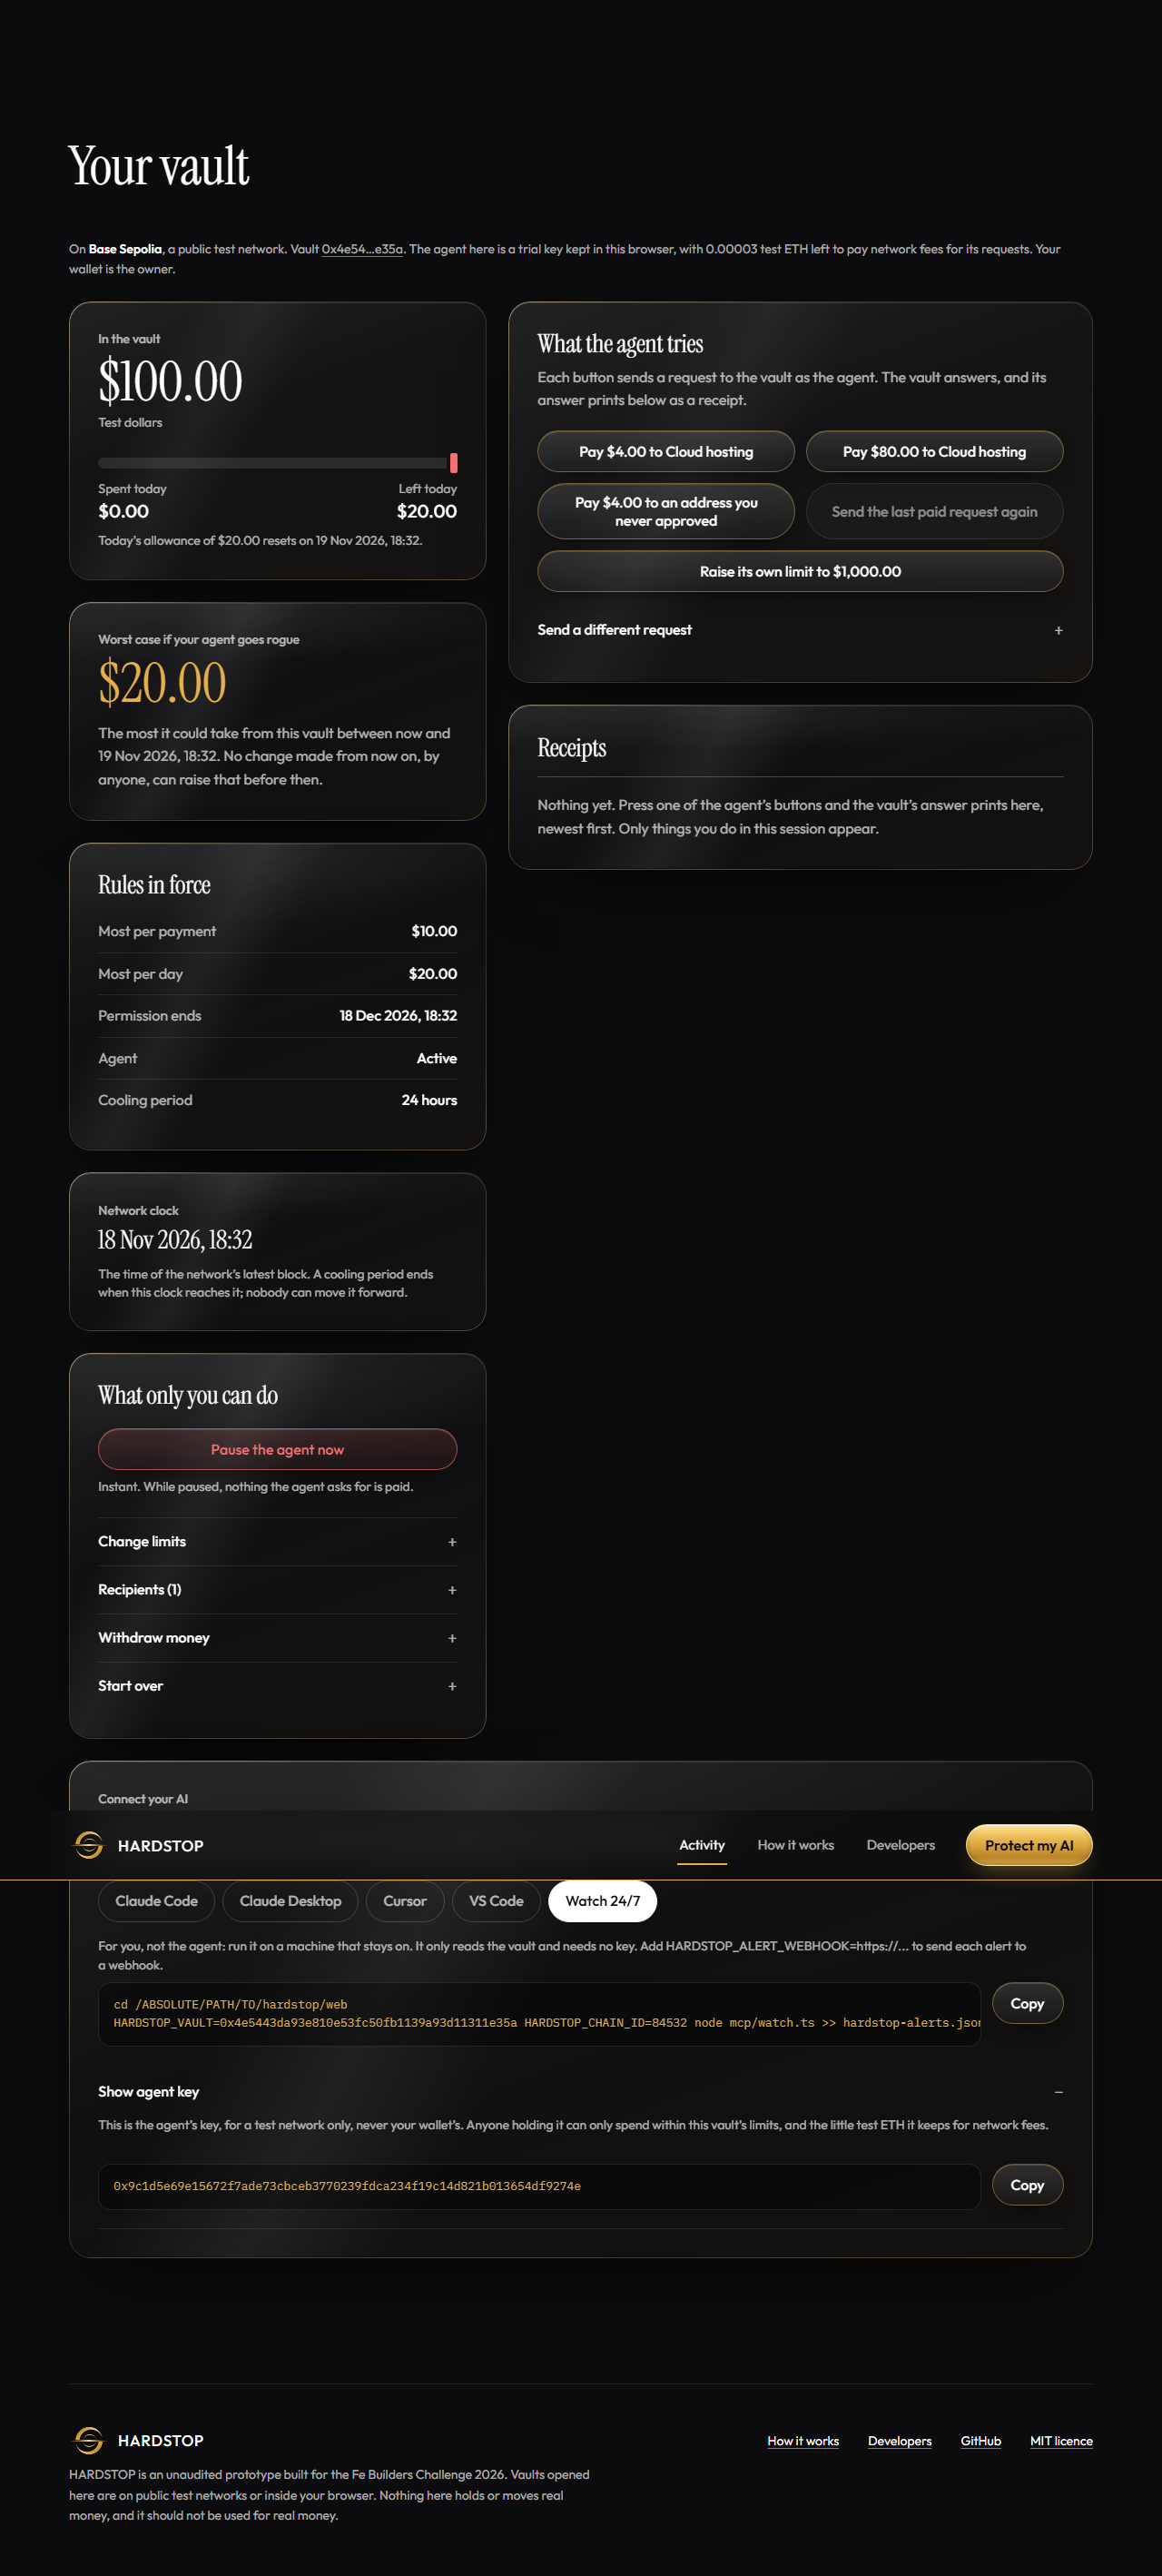 Your vault
On Base Sepolia, a public test network. Vault 0x4e54…e35a. The agent here is a trial key kept in this browser, with 0.00003 test ETH left to pay network fees for its requests. Your
wallet is the owner.
In the vault
$100.00
Test dollars
Spent today
Left today
$0.00
$20.00
Today's allowance of $20.00 resets on 19 Nov 2026, 18:32.
Worst case if your agent goes rogue
$20.00
The most it could take from this vault between now and
19 Nov 2026, 18:32. No change made from now on, by
anyone, can raise that before then.
Rules in force
Most per payment $10.00
Most per day $20.00
Permission ends 18 Dec 2026, 18:32
Agent Active
Cooling period 24 hours
Network clock
18 Nov 2026, 18:32
The time of the network's latest block. A cooling period ends
when this clock reaches it; nobody can move it forward.
What only you can do
Pause the agent now
Instant. While paused, nothing the agent asks for is paid.
Change limits +
Recipients (1) +
Withdraw money +
Start over +
What the agent tries
Each button sends a request to the vault as the agent. The vault answers, and its
answer prints below as a receipt.
Pay $4.00 to Cloud hosting
Pay $80.00 to Cloud hosting
Pay $4.00 to an address you
never approved
Send the last paid request again
Raise its own limit to $1,000.00
Send a different request +
Receipts
Nothing yet. Press one of the agent's buttons and the vault's answer prints here,
newest first. Only things you do in this session appear.
Connect your AI
HARDSTOP
Activity
How it works
Developers
Protect my AI
Claude Code
Claude Desktop
Cursor
VS Code
Watch 24/7
For you, not the agent: run it on a machine that stays on. It only reads the vault and needs no key. Add HARDSTOP_ALERT_WEBHOOK=https://… to send each alert to
a webhook.
cd /ABSOLUTE/PATH/TO/hardstop/web
HARDSTOP_VAULT=0x4e5443da93e810e53fc50fb1139a93d11311e35a HARDSTOP_CHAIN_ID=84532 node mcp/watch.ts >> hardstop-alerts.json
Copy
Show agent key −
This is the agent's key, for a test network only, never your wallet's. Anyone holding it can only spend within this vault's limits, and the little test ETH it keeps for network fees.
0x9c1d5e69e15672f7ade73cbceb3770239fdca234f19c14d821b013654df9274e
Copy
HARDSTOP
How it works
Developers
GitHub
MIT licence
HARDSTOP is an unaudited prototype built for the Fe Builders Challenge 2026. Vaults opened
here are on public test networks or inside your browser. Nothing here holds or moves real
money, and it should not be used for real money.